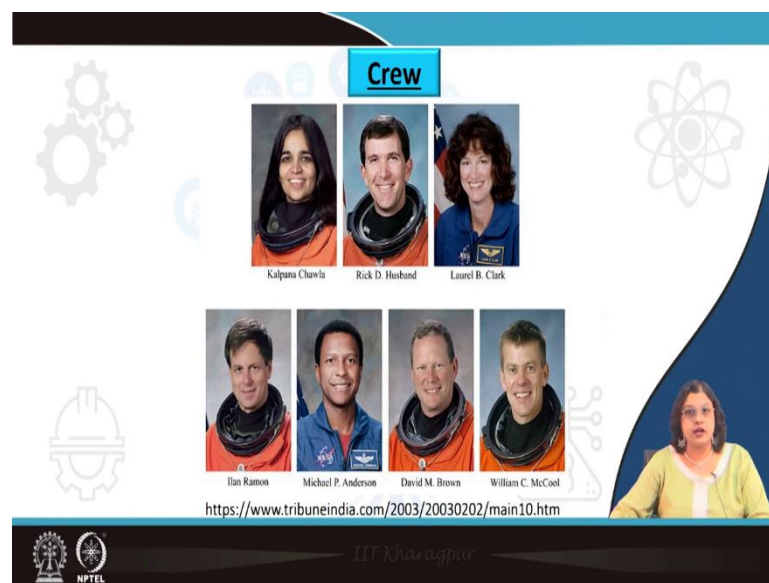 Crew
Kalpana Chawla Rick D. Husband Laurel B. Clark
Ilan Ramon Michael P. Anderson David M. Brown William C. McCool
https://www.tribuneindia.com/2003/20030202/main10.htm
IIT Kharagpur
NPTEL